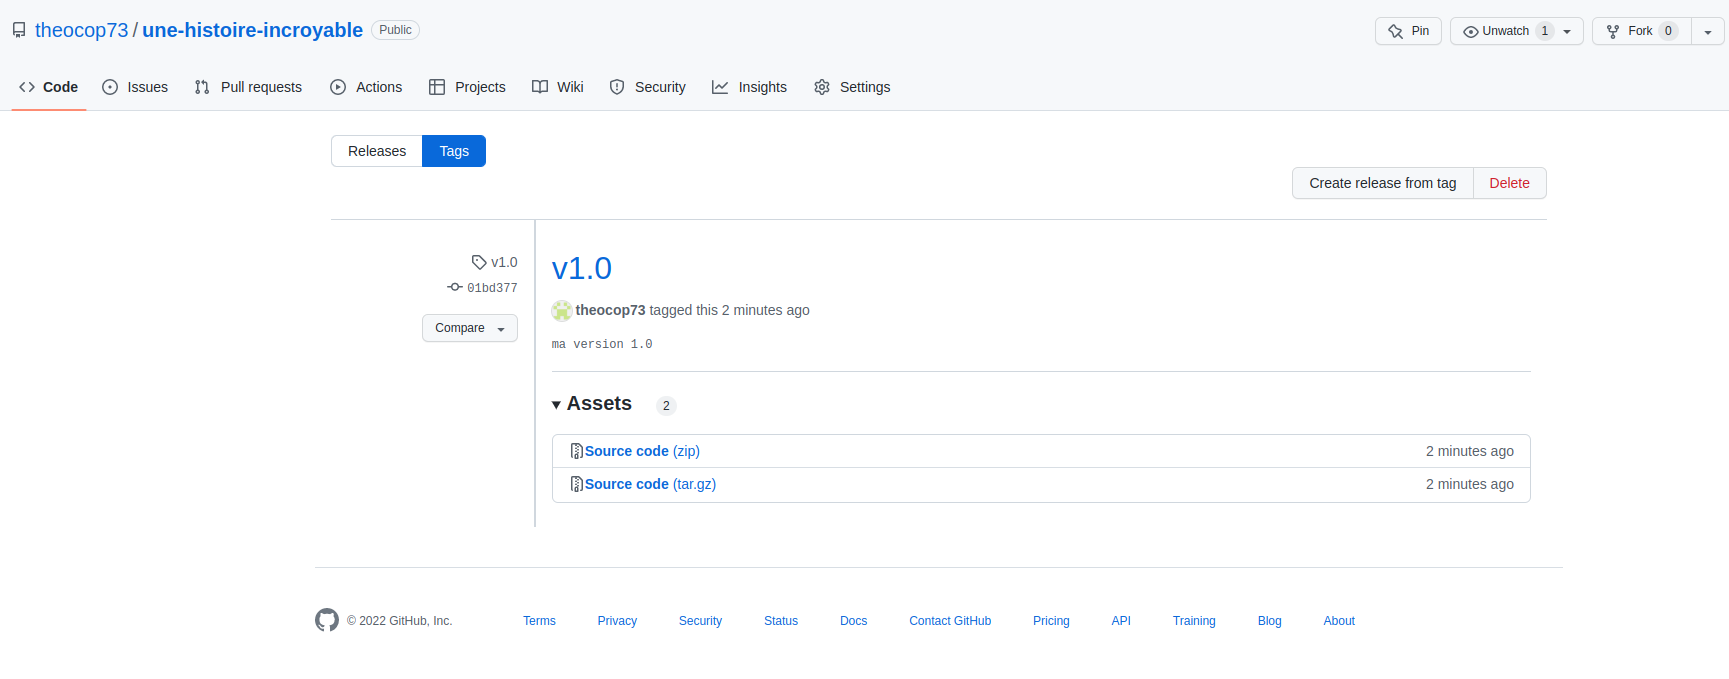 theocop73 / une-histoire-incroyable Public
Pin Unwatch 1 Fork 0
Code Issues Pull requests Actions Projects Wiki Security Insights Settings
Releases Tags
Create release from tag Delete
v1.0
01bd377
Compare
v1.0
theocop73 tagged this 2 minutes ago
ma version 1.0
Assets 2
Source code (zip) 2 minutes ago
Source code (tar.gz) 2 minutes ago
© 2022 GitHub, Inc. Terms Privacy Security Status Docs Contact GitHub Pricing API Training Blog About